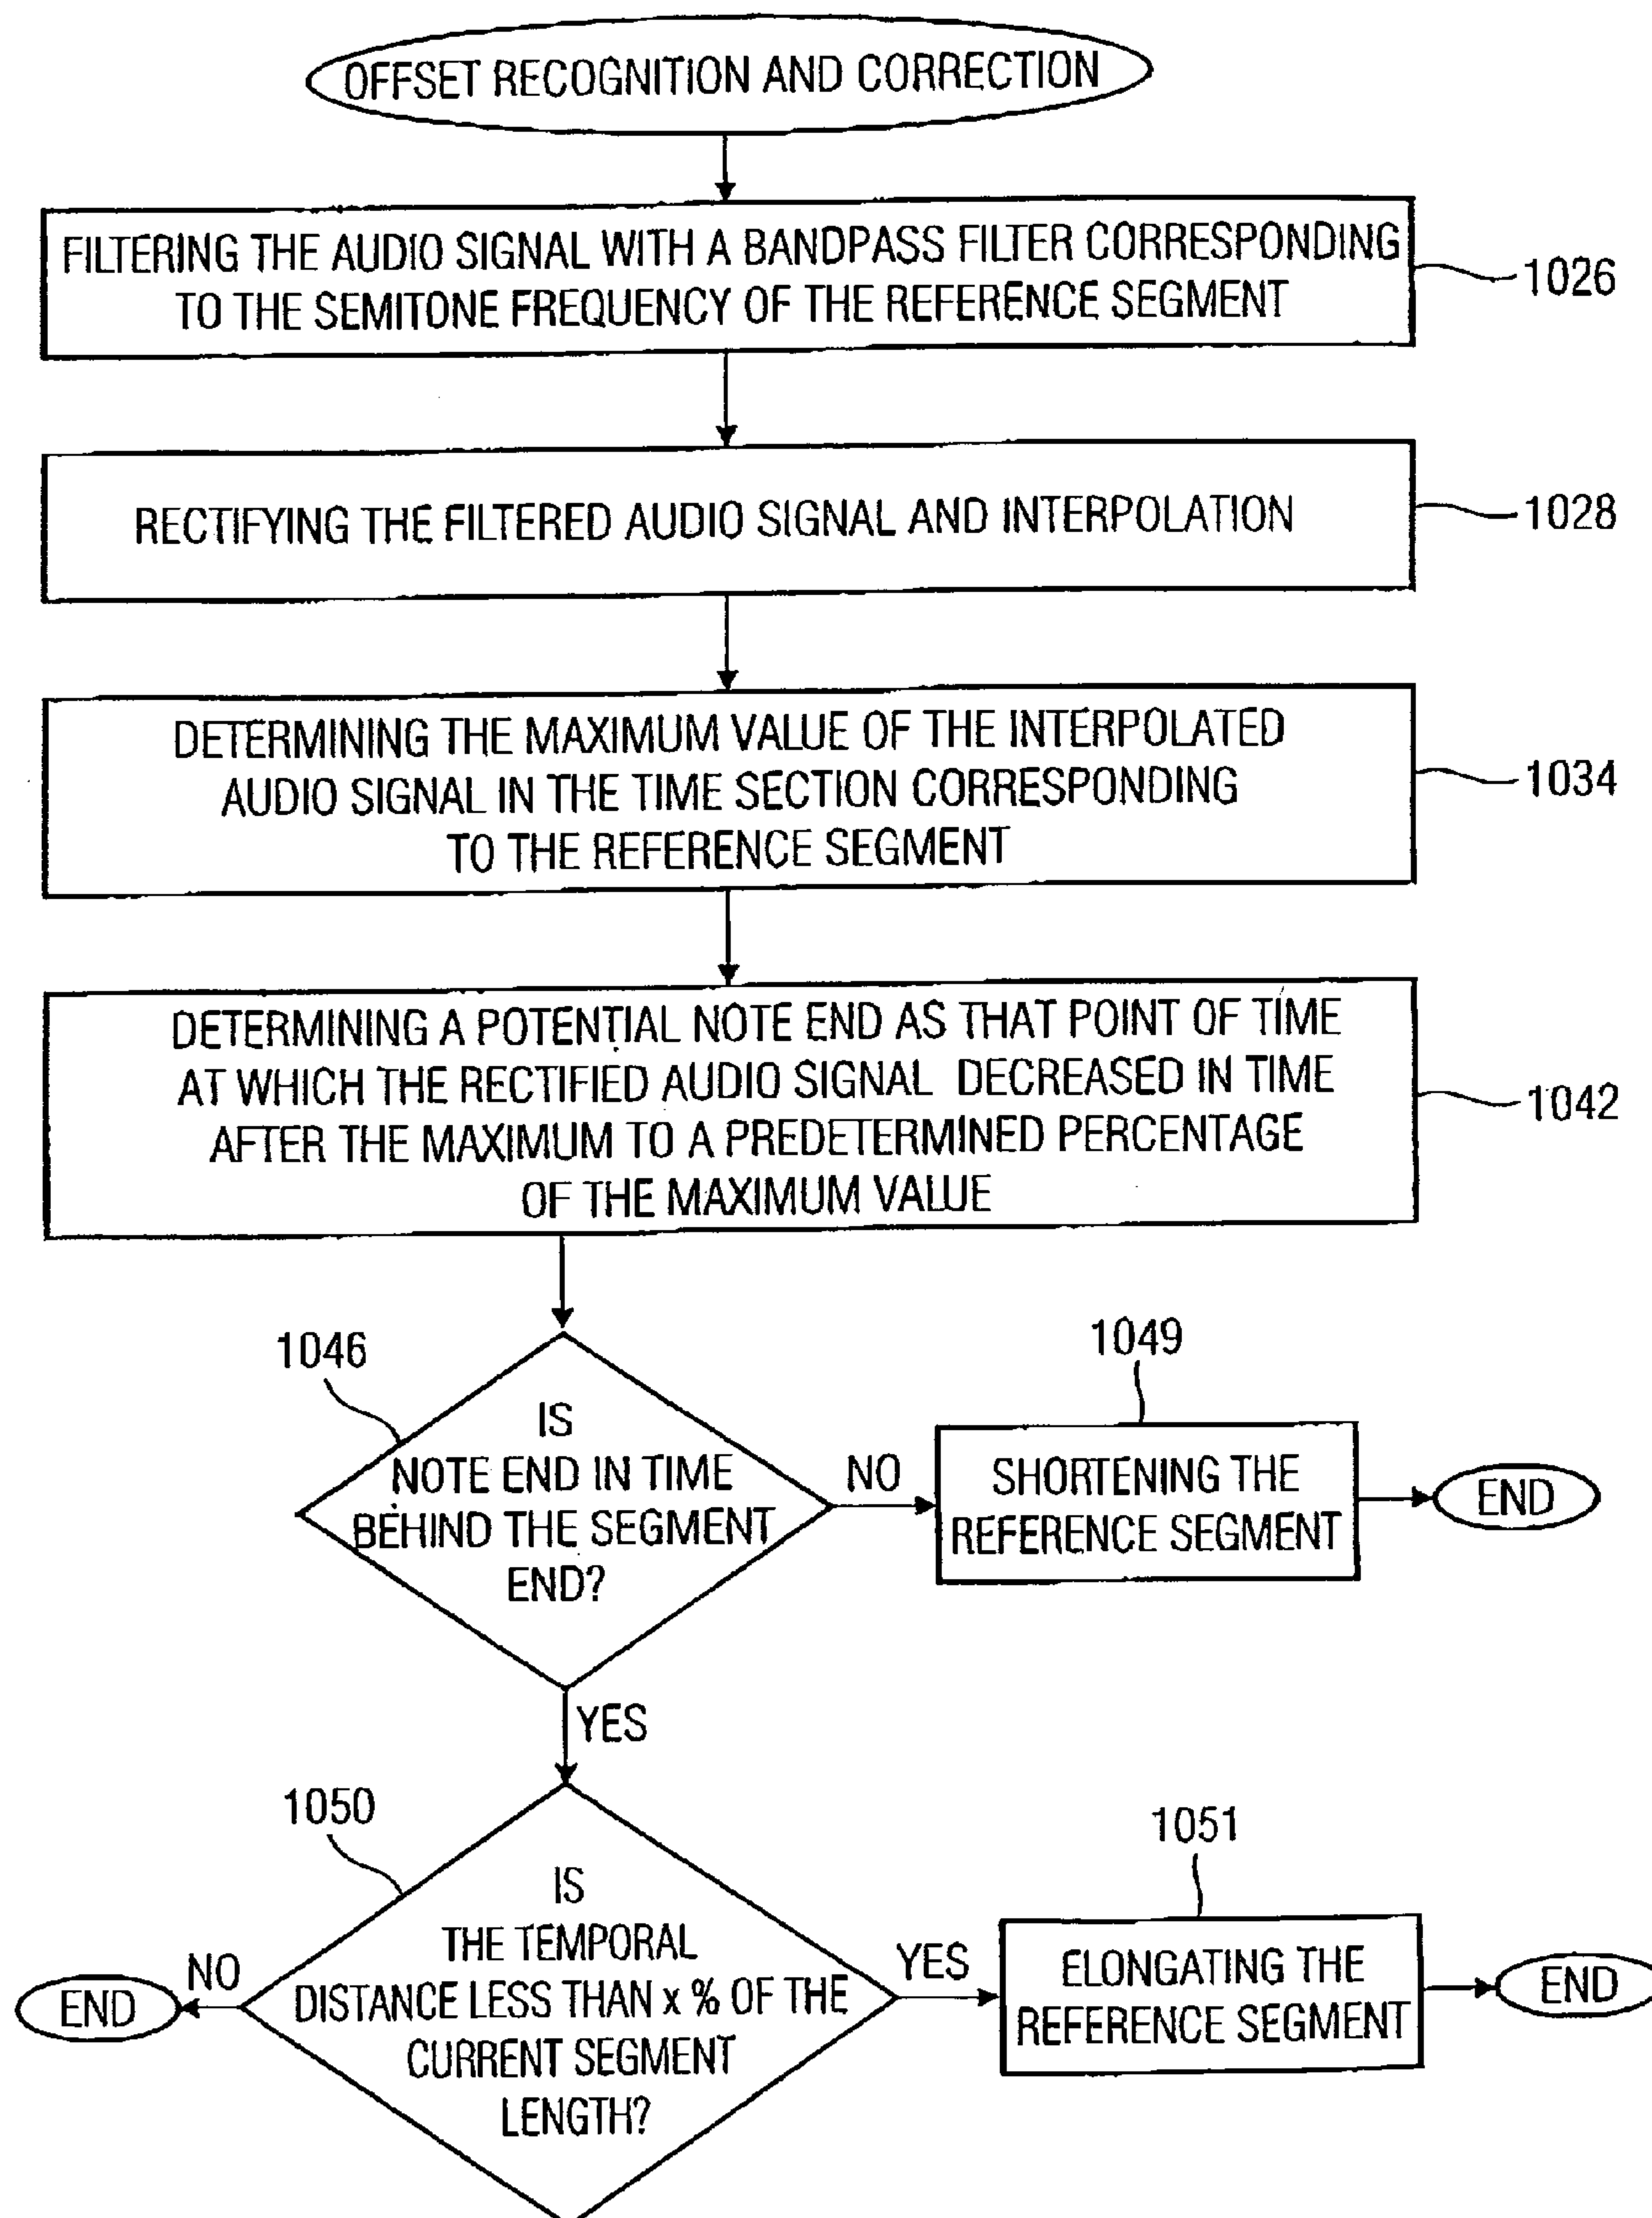 OFFSET RECOGNITION AND CORRECTION
FILTERING THE AUDIO SIGNAL WITH A BANDPASS FILTER CORRESPONDING
TO THE SEMITONE FREQUENCY OF THE REFERENCE SEGMENT
1026
RECTIFYING THE FILTERED AUDIO SIGNAL AND INTERPOLATION
1028
DETERMINING THE MAXIMUM VALUE OF THE INTERPOLATED
AUDIO SIGNAL IN THE TIME SECTION CORRESPONDING
TO THE REFERENCE SEGMENT
1034
DETERMINING A POTENTIAL NOTE END AS THAT POINT OF TIME
AT WHICH THE RECTIFIED AUDIO SIGNAL DECREASED IN TIME
AFTER THE MAXIMUM TO A PREDETERMINED PERCENTAGE
OF THE MAXIMUM VALUE
1042
1046
IS
NOTE END IN TIME
BEHIND THE SEGMENT
END?
NO
1049
SHORTENING THE
REFERENCE SEGMENT
END
YES
1050
IS
THE TEMPORAL
DISTANCE LESS THAN x % OF THE
CURRENT SEGMENT
LENGTH?
NO
END
YES
1051
ELONGATING THE
REFERENCE SEGMENT
END